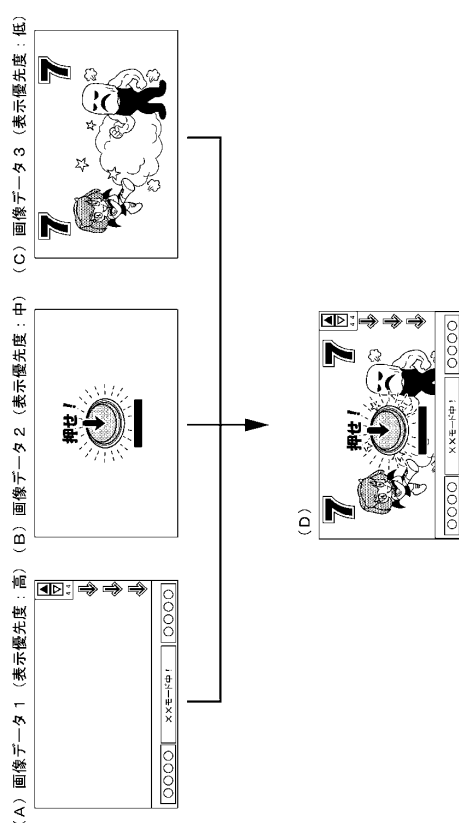 (A) 画像データ1 (表示優先度:高)
44
○○○○
××モード中!
○○○○
(B) 画像データ2 (表示優先度:中)
押せ!
(C) 画像データ3 (表示優先度:低)
7
7
(D)
7
7
押せ!
44
○○○○
××モード中!
○○○○